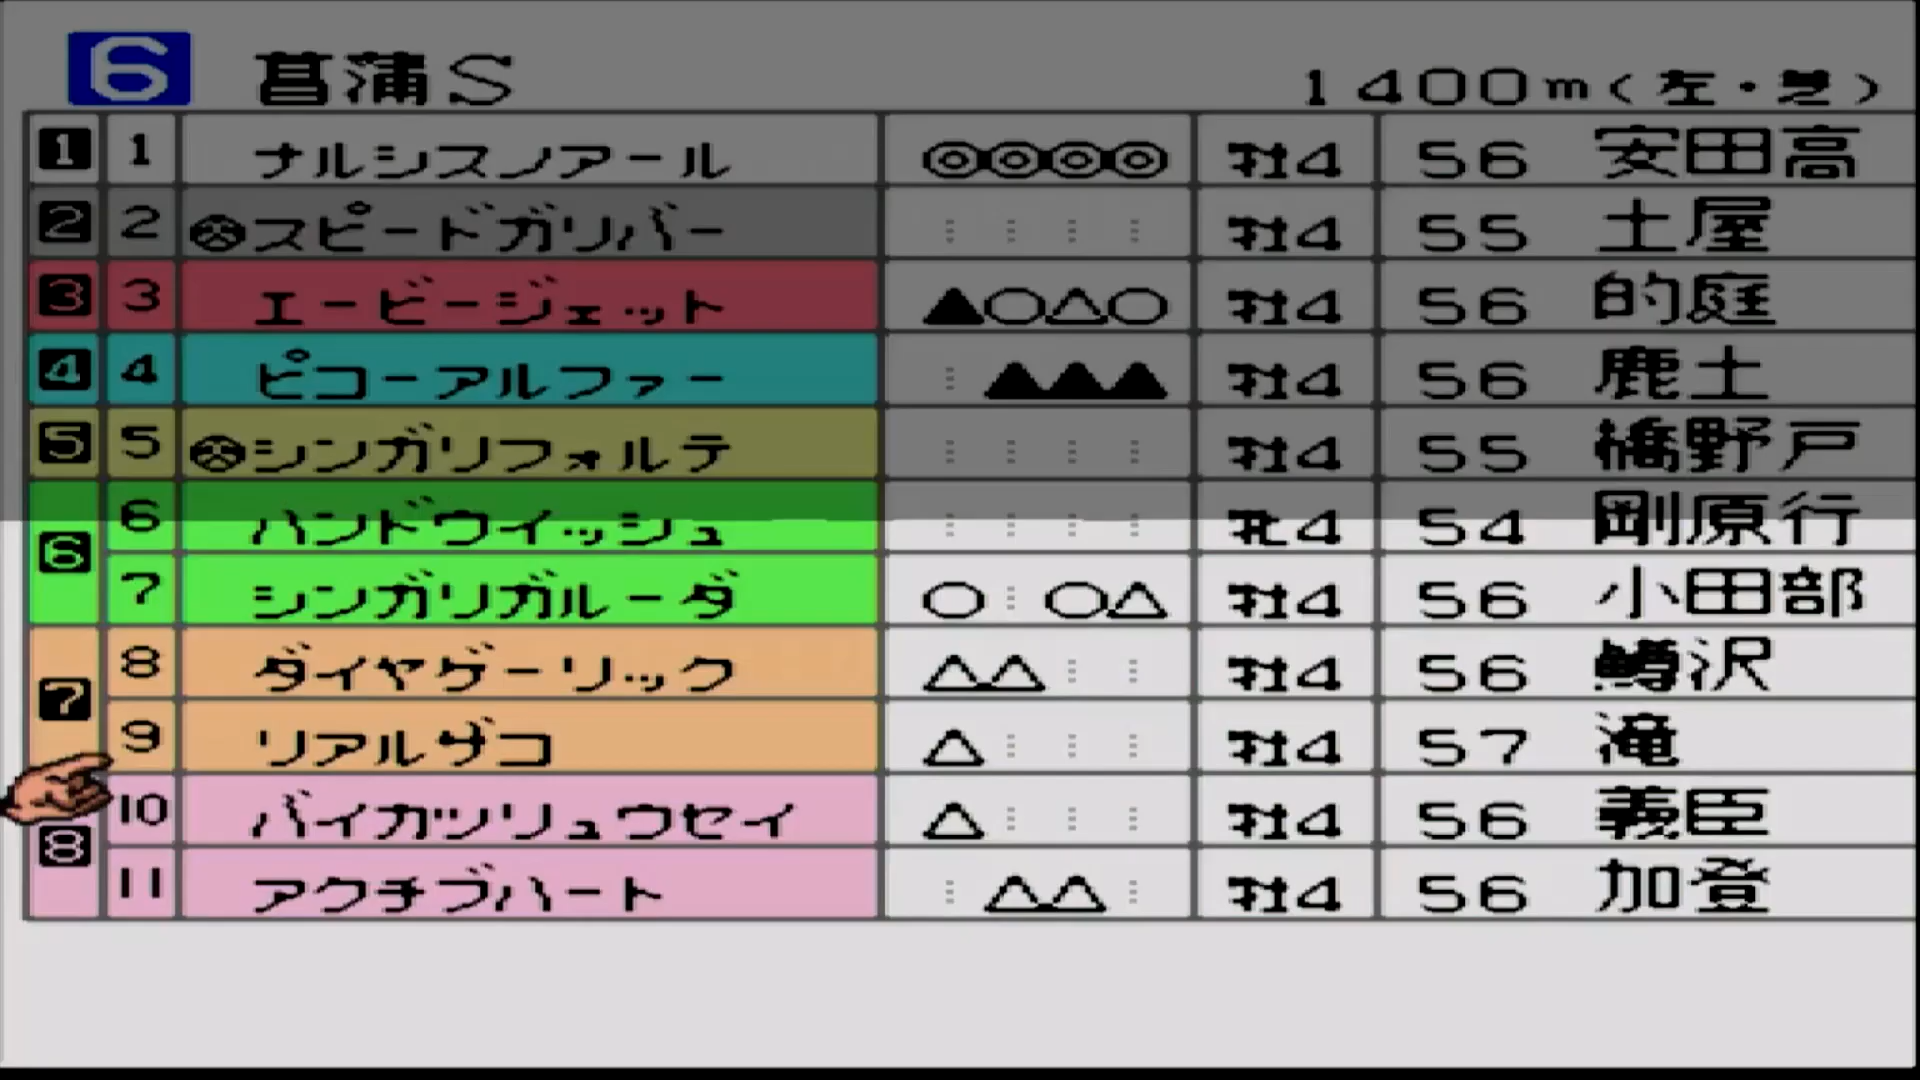 6 菖蒲S 1400m(左・芝)
1 1 ナルシスノアール ◎◎◎◎ 牡4 56 安田高
2 2 スピードガリバー 牡4 55 土屋
3 3 エービージェット ▲○△○ 牡4 56 的庭
4 4 ピコーアルファー ▲▲▲ 牡4 56 鹿土
5 5 シンガリフォルテ 牡4 55 橋野戸
6 6 ハンドウイッシュ 牝4 54 剛原行
7 シンガリガルーダ ○ ○△ 牡4 56 小田部
7 8 ダイヤゲーリック △△ 牡4 56 鱒沢
9 リアルザコ △ 牡4 57 滝
8 10 バイカツリュウセイ △ 牡4 56 義臣
11 アクチブハート △△ 牡4 56 加登